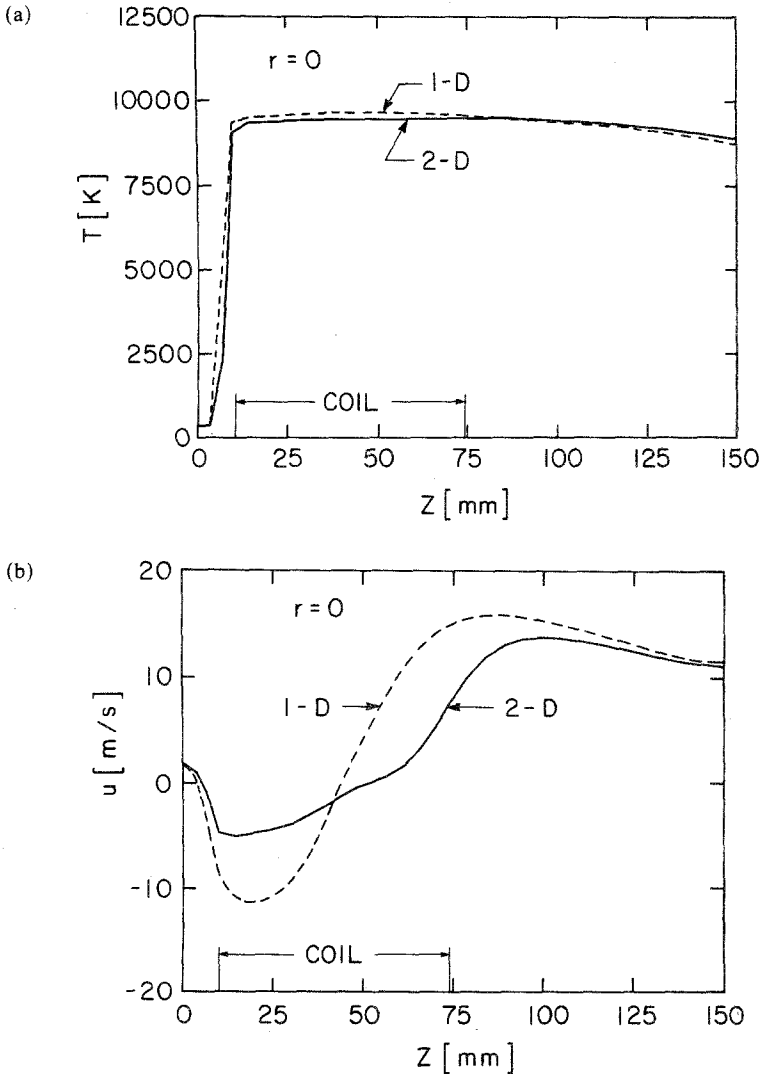 (a)
12500
10000
7500
5000
2500
0
T [K]
r = 0
1-D
2-D
COIL
0 25 50 75 100 125 150
Z [mm]
(b)
20
10
0
-10
-20
u [m/s]
r = 0
1-D
2-D
COIL
0 25 50 75 100 125 150
Z [mm]